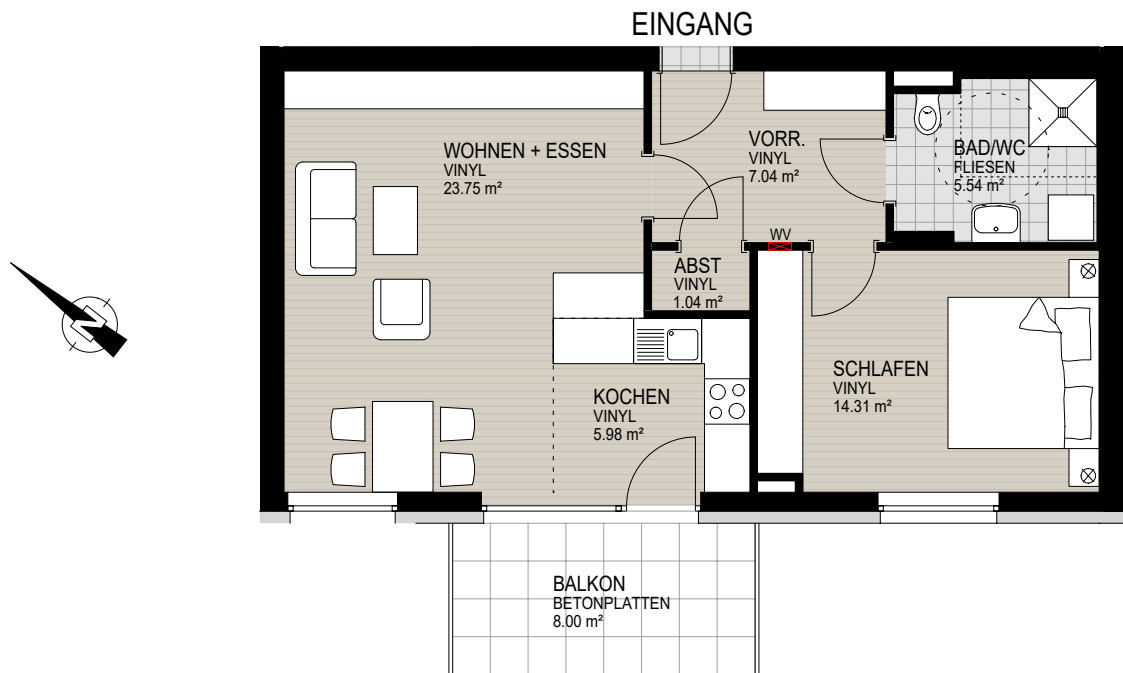 EINGANG
WOHNEN + ESSEN
VINYL
23.75 m²
VORR.
VINYL
7.04 m²
BAD/WC
FLIESEN
5.54 m²
WV
ABST
VINYL
1.04 m²
N
KOCHEN
VINYL
5.98 m²
SCHLAFEN
VINYL
14.31 m²
BALKON
BETONPLATTEN
8.00 m²